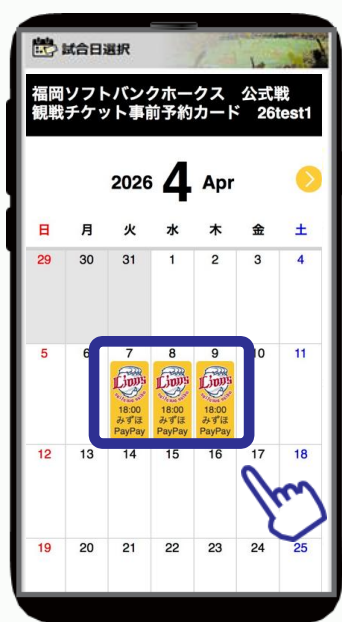 試合日選択
福岡ソフトバンクホークス 公式戦
観戦チケット事前予約カード 26test1
2026 4 Apr
日 月 火 水 木 金 土
29 30 31 1 2 3 4
5 6 7 8 9 10 11
Lions Lions Lions
18:00 18:00 18:00
みずほ みずほ みずほ
PayPay PayPay PayPay
12 13 14 15 16 17 18
19 20 21 22 23 24 25